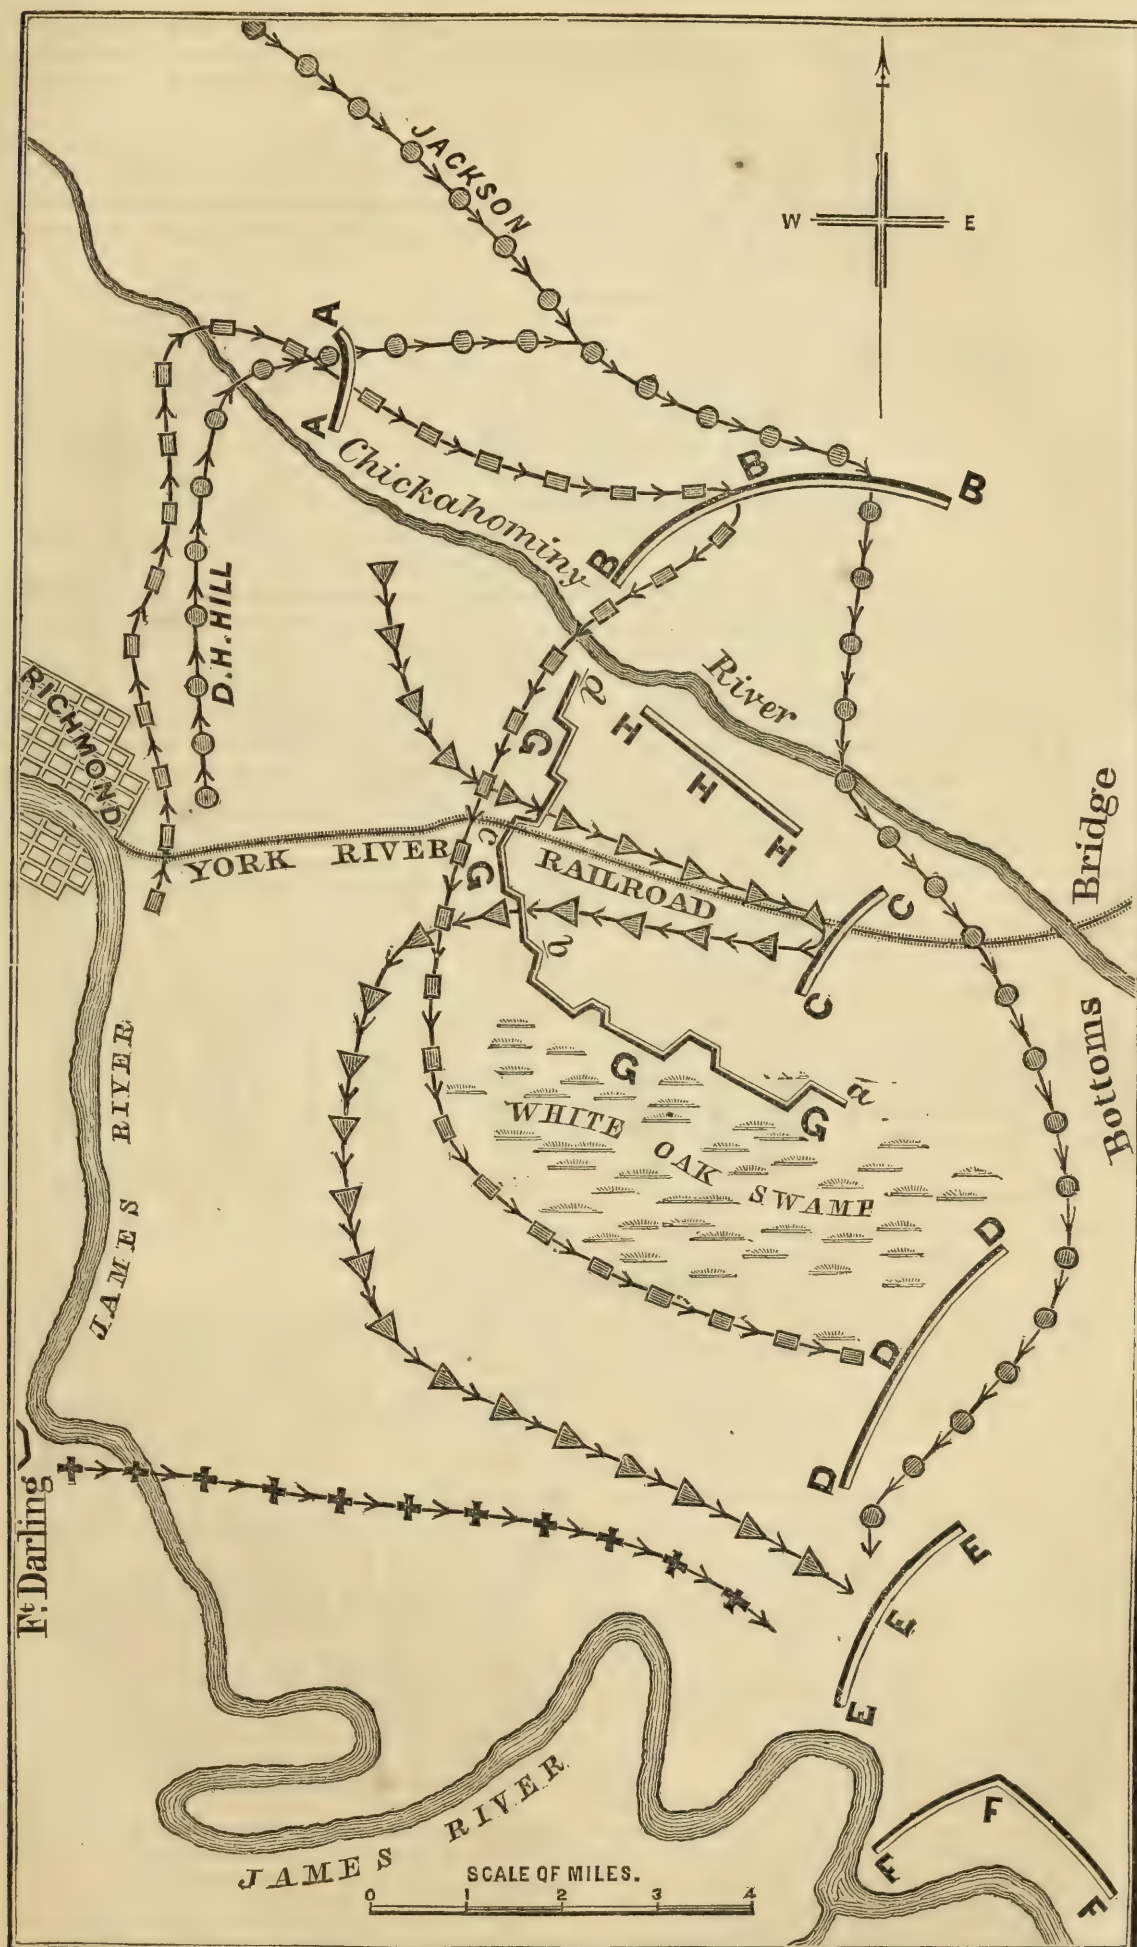 JACKSON
W E
A
A
Chickahominy
B
B
B
D.H.HILL
River
RICHMOND
d
H
G
H
H
c
YORK RIVER RAILROAD
G
C
Bridge
b
C
JAMES RIVER
G
a
G
Bottoms
WHITE OAK SWAMP
D
D
D
Ft. Darling
E
E
E
F
F
F
JAMES RIVER
SCALE OF MILES.
0 1 2 3 4